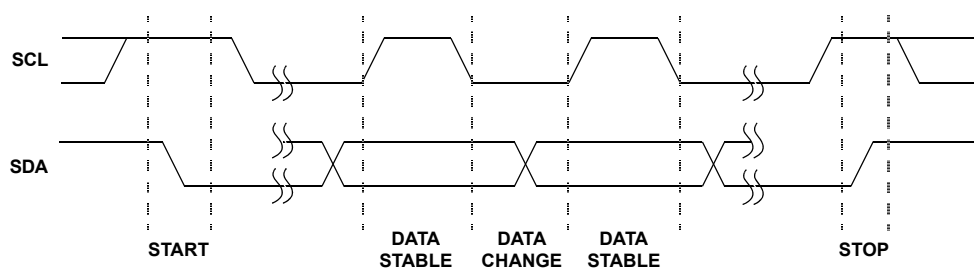 SCL
SDA
START
DATA
STABLE
DATA
CHANGE
DATA
STABLE
STOP